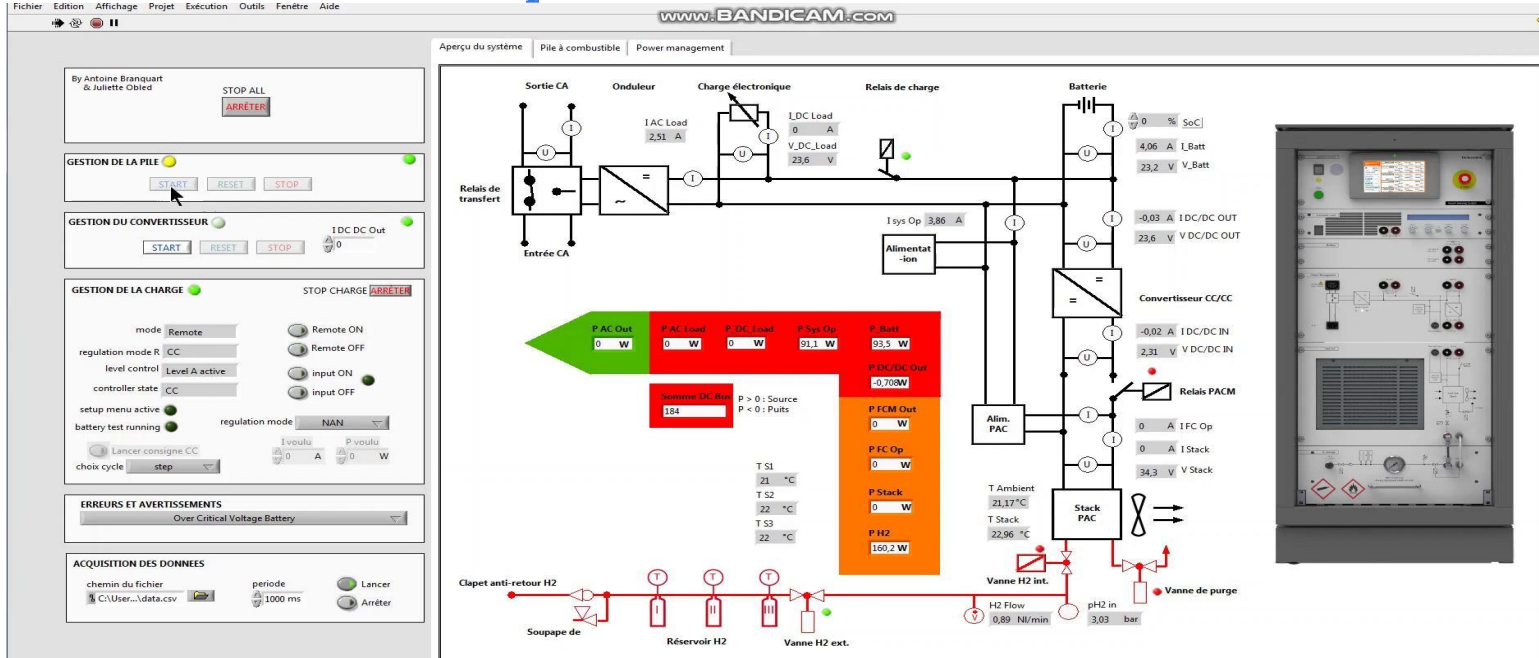 Fichier Edition Affichage Projet Exécution Outils Fenêtre Aide
www.BANDICAM.com
Aperçu du système Pile à combustible Power management
By Antoine Branquart
& Juliette Obled
STOP ALL
ARRÊTER
GESTION DE LA PILE
START RESET STOP
GESTION DU CONVERTISSEUR
I DC DC Out
START RESET STOP 0
GESTION DE LA CHARGE
STOP CHARGE ARRÊTER
mode Remote
Remote ON
Remote OFF
regulation mode R CC
level control Level A active
input ON
controller state CC
input OFF
setup menu active
battery test running
regulation mode NAN
Lancer consigne CC
I voulu P voulu
0 A 0 W
choix cycle step
ERREURS ET AVERTISSEMENTS
Over Critical Voltage Battery
ACQUISITION DES DONNEES
chemin du fichier periode Lancer
C:\User...\data.csv 1000 ms
Arrêter
Sortie CA Onduleur Charge électronique Relais de charge Batterie
I AC Load
2,51 A
I_DC Load
0 A
V_DC_Load
23,6 V
0 % SoC
4,06 A I_Batt
23,2 V V_Batt
I
U
=
~
Relais de
transfert
Entrée CA
I sys Op 3,86 A
Alimentat
-ion
-0,03 A I DC/DC OUT
23,6 V V DC/DC OUT
=
=
Convertisseur CC/CC
-0,02 A I DC/DC IN
2,31 V V DC/DC IN
Relais PACM
P AC Out P AC Load P_DC_Load P Sys Op P_Batt
0 W 0 W 0 W 91,1 W 93,5 W
P DC/DC Out
-0,708W
Somme DC Bus
184
P > 0 : Source
P < 0 : Puits
P FCM Out
0 W
P FC Op
0 W
P Stack
0 W
P H2
160,2 W
Alim.
PAC
0 A I FC Op
0 A I Stack
34,3 V V Stack
T S1
21 °C
T S2
22 °C
T S3
22 °C
T Ambient
21,17°C
T Stack
22,96 °C
Stack
PAC
Vanne H2 int.
Vanne de purge
Clapet anti-retour H2
T T T
I II III
Soupape de
Réservoir H2
Vanne H2 ext.
H2 Flow
0,89 Nl/min
pH2 in
3,03 bar